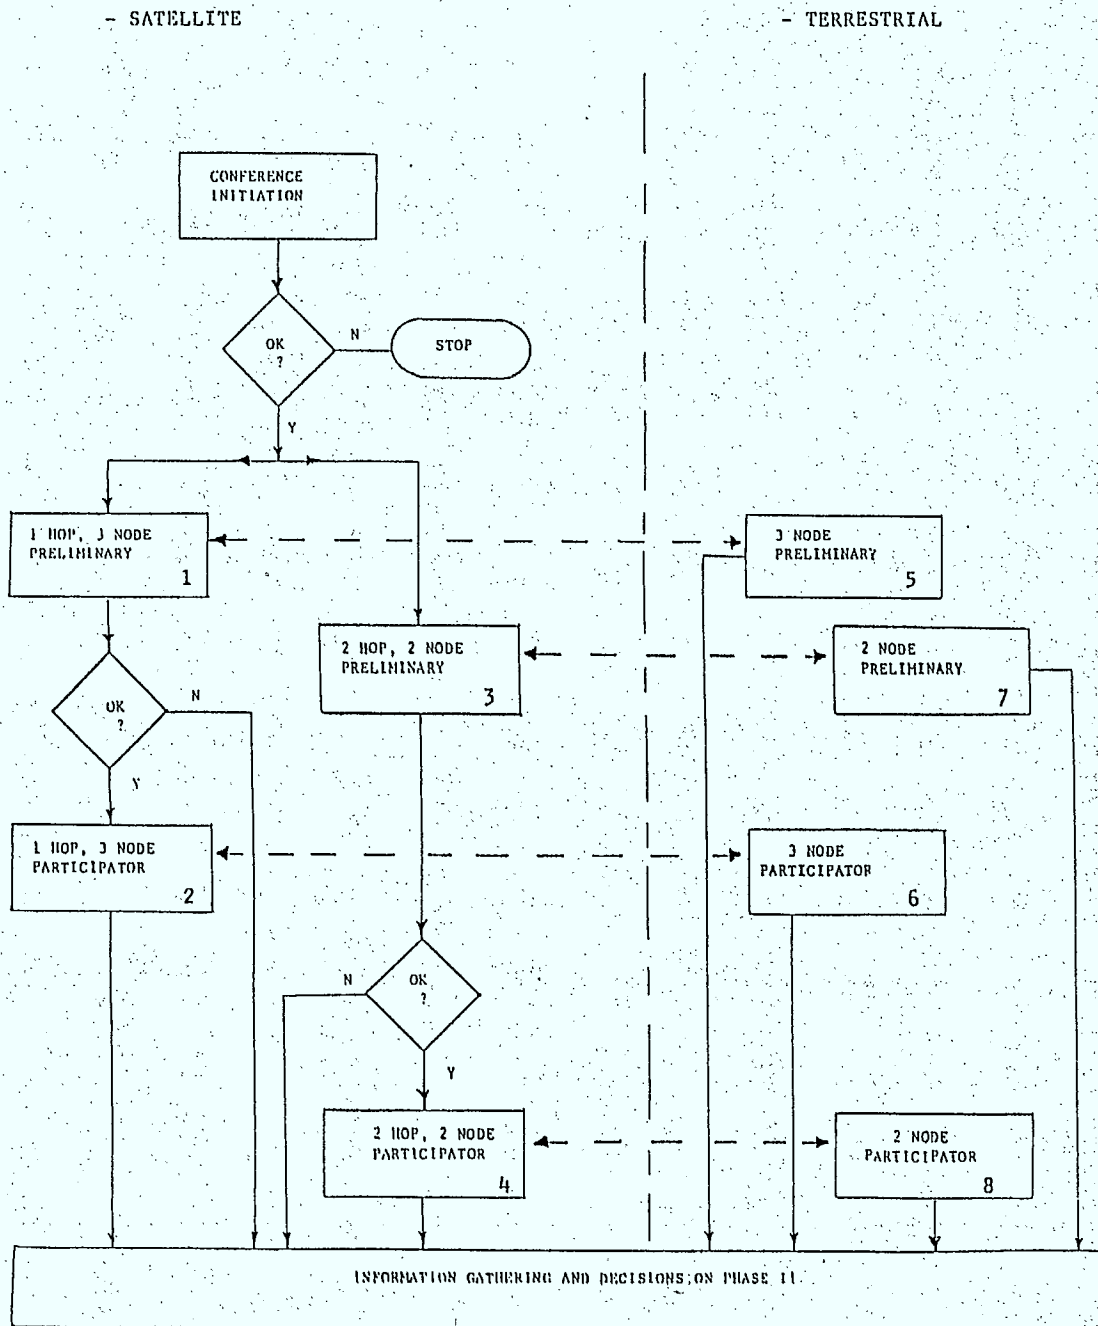 - SATELLITE
- TERRESTRIAL
CONFERENCE
INITIATION
OK
?
N
STOP
Y
1 HOP, 3 NODE
PRELIMINARY
1
3 NODE
PRELIMINARY
5
2 HOP, 2 NODE
PRELIMINARY
3
2 NODE
PRELIMINARY
7
OK
?
N
Y
1 HOP, 3 NODE
PARTICIPATOR
2
3 NODE
PARTICIPATOR
6
OK
?
N
Y
2 HOP, 2 NODE
PARTICIPATOR
4
2 NODE
PARTICIPATOR
8
INFORMATION GATHERING AND DECISIONS ON PHASE II